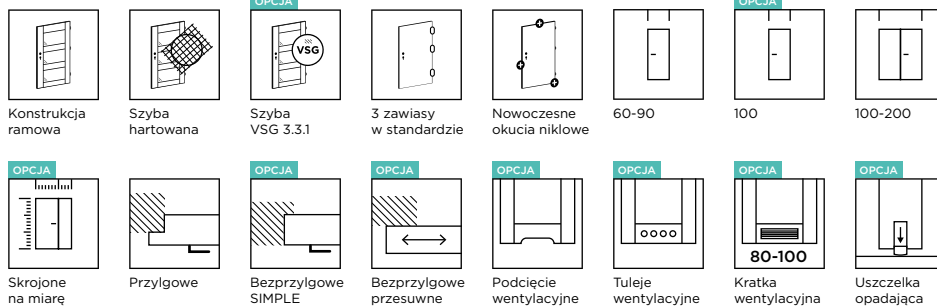 OPCJA OPCJA
VSG
Konstrukcja ramowa
Szyba hartowana
Szyba VSG 3.3.1
3 zawiasy w standardzie
Nowoczesne okucia niklowe
60-90
100
100-200
OPCJA OPCJA OPCJA OPCJA OPCJA OPCJA OPCJA
80-100
Skrojone na miarę
Przylgowe
Bezprzylgowe SIMPLE
Bezprzylgowe przesuwne
Podcięcie wentylacyjne
Tuleje wentylacyjne
Kratka wentylacyjna
Uszczelka opadająca